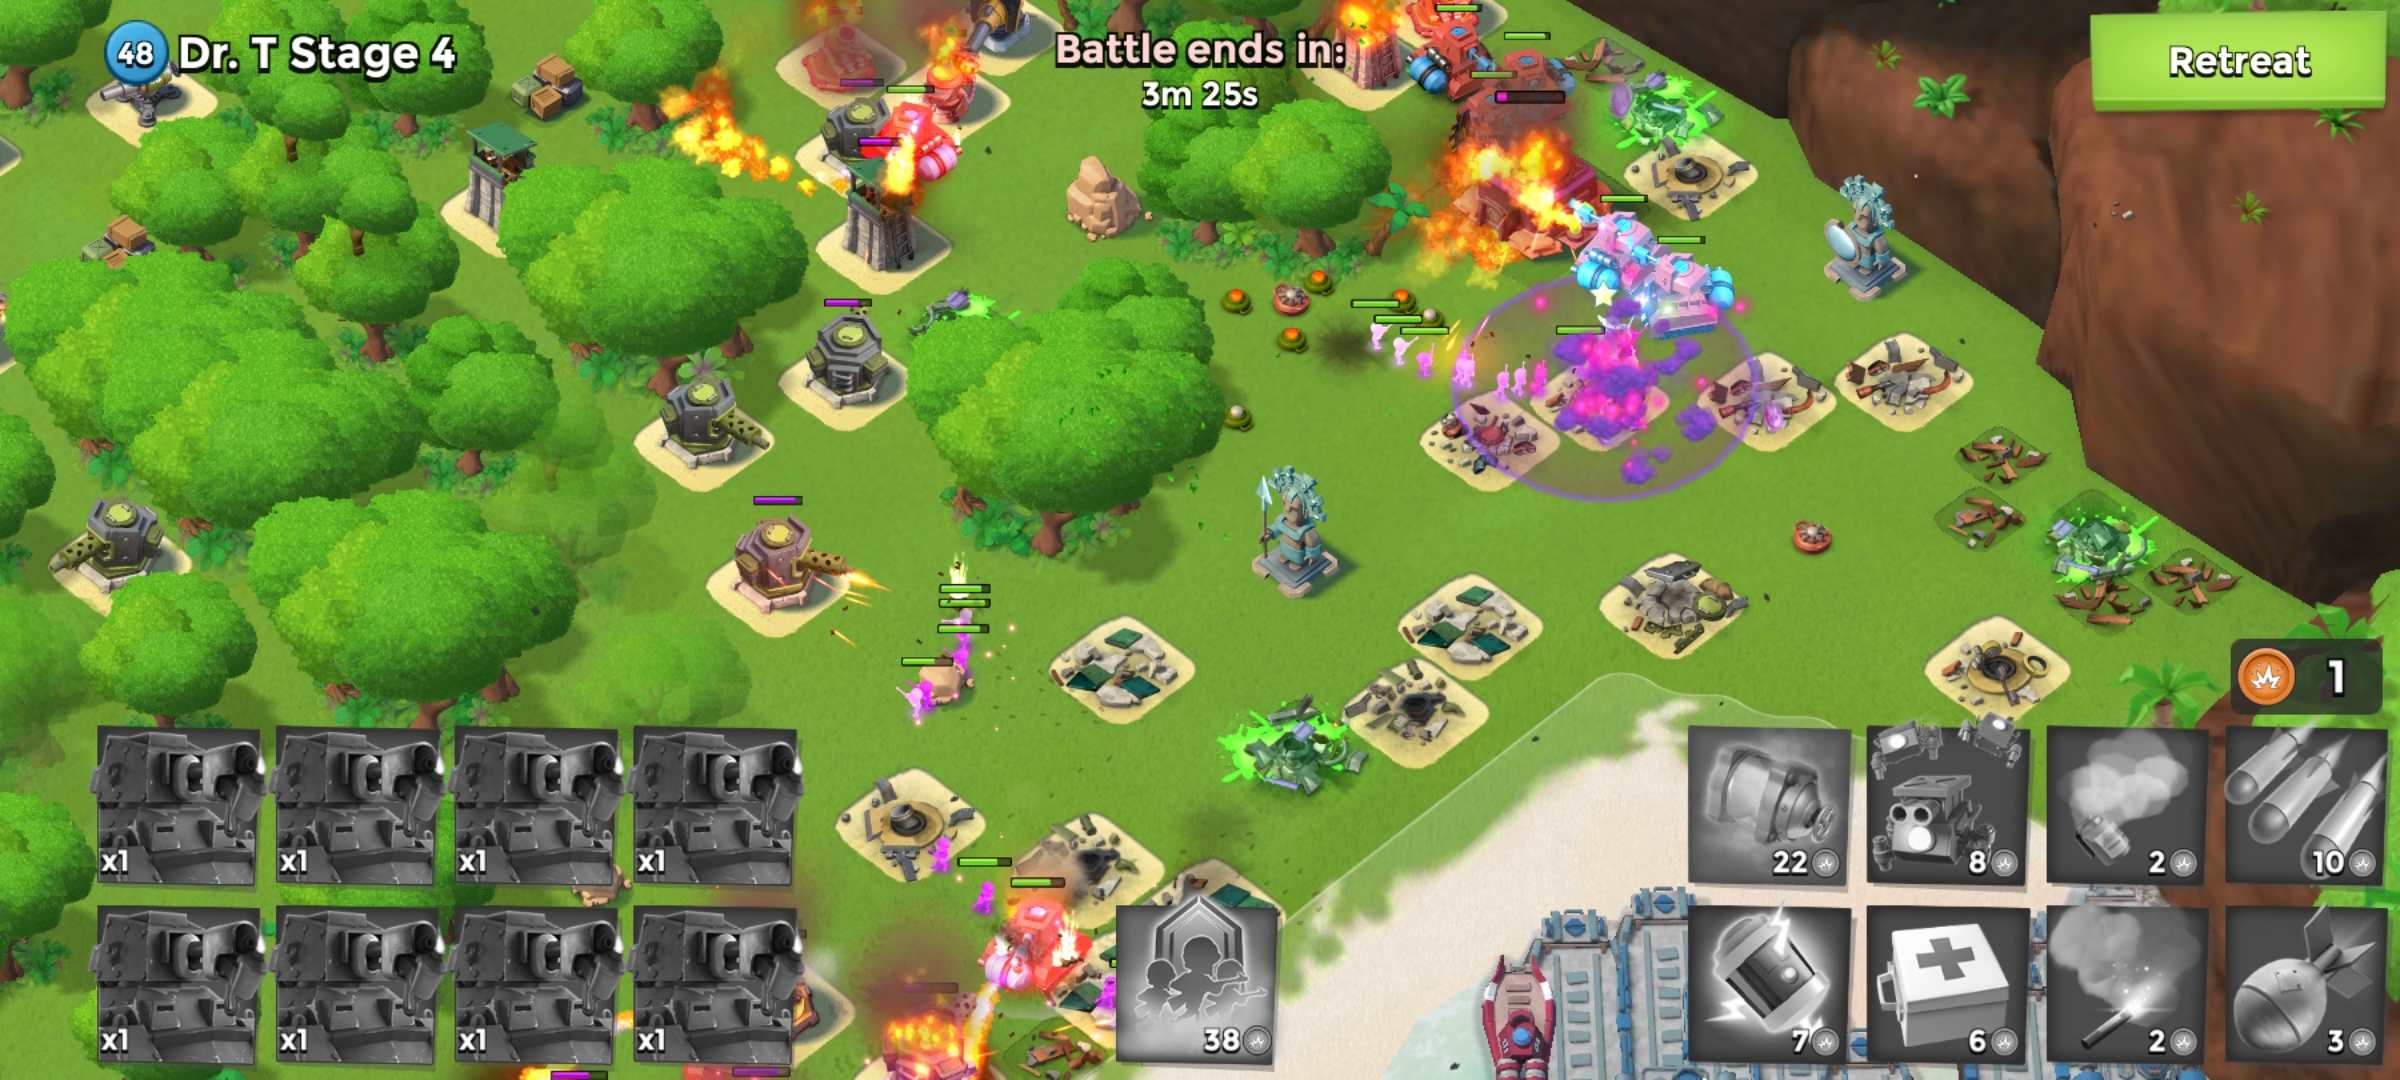 48 Dr. T Stage 4
Battle ends in:
3m 25s
Retreat
1
x1 x1 x1 x1
22 8 2 10
x1 x1 x1 x1
38
7 6 2 3